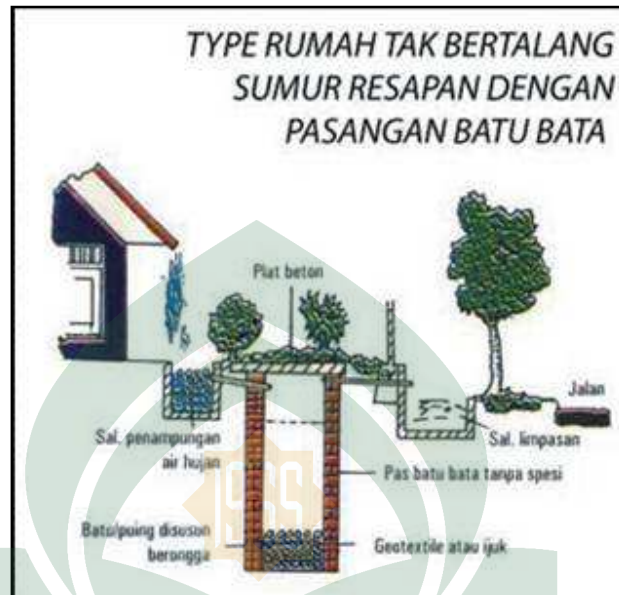 TYPE RUMAH TAK BERTALANG
SUMUR RESAPAN DENGAN
PASANGAN BATU BATA
Plat beton
Jalan
Sal. penampungan
air hujan
Sal. limpasan
Pas batu bata tanpa spesi
Batu/puing disusun
berongga
Geotextile atau ijuk